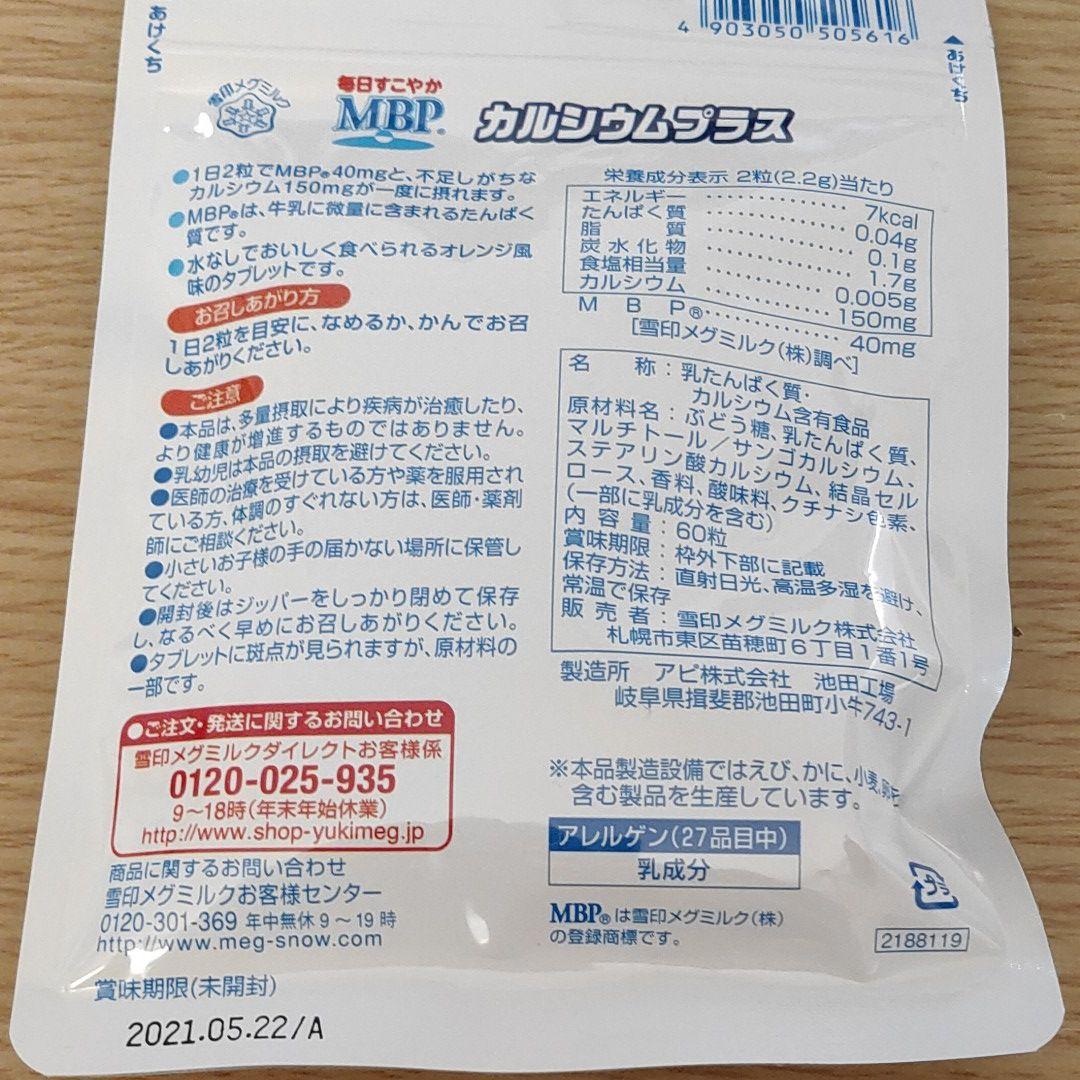 4 903050 505616
あけくち
▲あけくち
雪印メグミルク
毎日すこやか
MBP®
カルシウムプラス
●1日2粒でMBP®40mgと、不足しがちな
カルシウム150mgが一度に摂れます。
●MBP®は、牛乳に微量に含まれるたんぱく
質です。
●水なしでおいしく食べられるオレンジ風
味のタブレットです。
お召しあがり方
1日2粒を目安に、なめるか、かんでお召
しあがりください。
ご注意
●本品は、多量摂取により疾病が治癒したり、
より健康が増進するものではありません。
●乳幼児は本品の摂取を避けてください。
●医師の治療を受けている方や薬を服用され
ている方、体調のすぐれない方は、医師・薬剤
師にご相談ください。
●小さいお子様の手の届かない場所に保管し
てください。
●開封後はジッパーをしっかり閉めて保存
し、なるべく早めにお召しあがりください。
●タブレットに斑点が見られますが、原材料の
一部です。
●ご注文・発送に関するお問い合わせ
雪印メグミルクダイレクトお客様係
0120-025-935
9～18時(年末年始休業)
http://www.shop-yukimeg.jp
商品に関するお問い合わせ
雪印メグミルクお客様センター
0120-301-369 年中無休9～19時
http://www.meg-snow.com
賞味期限(未開封)
2021.05.22/A
栄養成分表示 2粒(2.2g)当たり
エネルギー 7kcal
たんぱく質 0.04g
脂質 0.1g
炭水化物 1.7g
食塩相当量 0.005g
カルシウム 150mg
MBP® 40mg
[雪印メグミルク(株)調べ]
名称:乳たんぱく質・
カルシウム含有食品
原材料名:ぶどう糖、乳たんぱく質、
マルチトール/サンゴカルシウム、
ステアリン酸カルシウム、結晶セル
ロース、香料、酸味料、クチナシ色素、
(一部に乳成分を含む)
内容量:60粒
賞味期限:枠外下部に記載
保存方法:直射日光、高温多湿を避け、
常温で保存
販売者:雪印メグミルク株式会社
札幌市東区苗穂町6丁目1番1号
製造所 アピ株式会社 池田工場
岐阜県揖斐郡池田町小牛743-1
※本品製造設備ではえび、かに、小麦、卵を
含む製品を生産しています。
アレルゲン(27品目中)
乳成分
MBP®は雪印メグミルク(株)
の登録商標です。
プラ
2188119